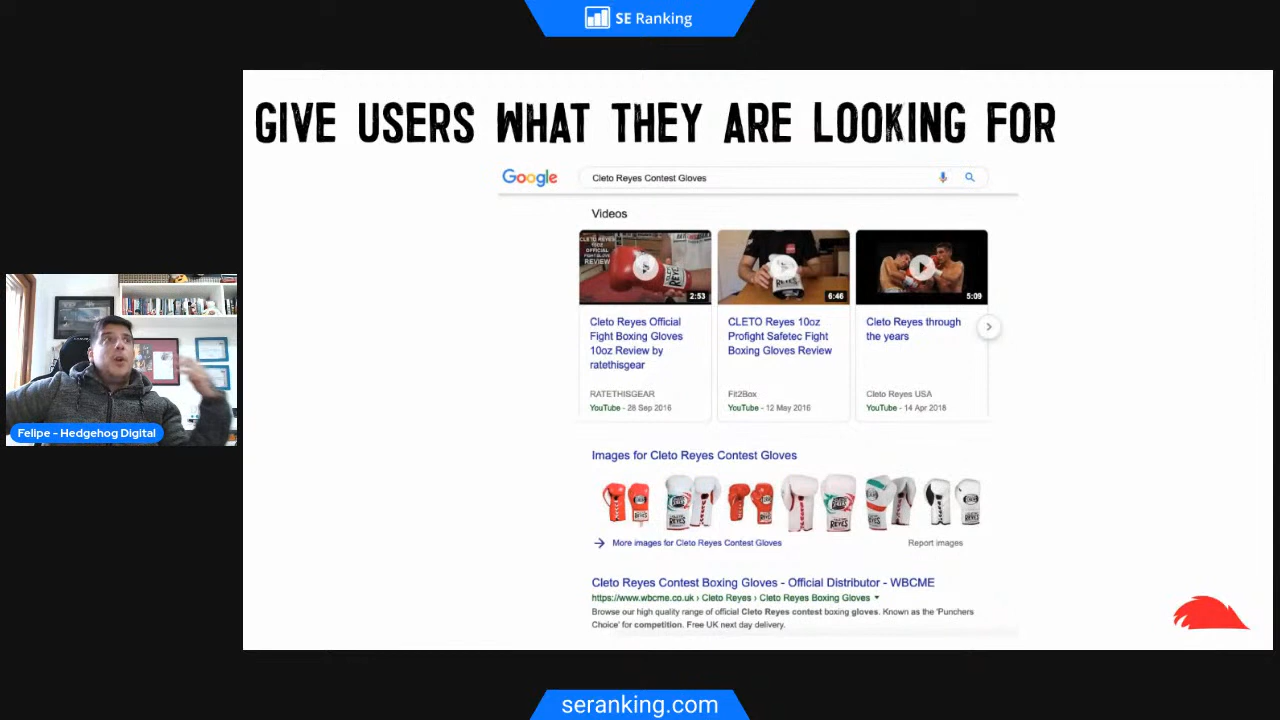 SE Ranking
GIVE USERS WHAT THEY ARE LOOKING FOR
Google
Cleto Reyes Contest Gloves
Videos
2:53
6:46
5:09
Cleto Reyes Official
Fight Boxing Gloves
10oz Review by
ratethisgear
RATETHISGEAR
YouTube - 28 Sep 2016
CLETO Reyes 10oz
Profight Safetec Fight
Boxing Gloves Review
Fit2Box
YouTube - 12 May 2016
Cleto Reyes through
the years
Cleto Reyes USA
YouTube - 14 Apr 2018
Felipe - Hedgehog Digital
Images for Cleto Reyes Contest Gloves
More images for Cleto Reyes Contest Gloves
Report images
Cleto Reyes Contest Boxing Gloves - Official Distributor - WBCME
https://www.wbcme.co.uk › Cleto Reyes › Cleto Reyes Boxing Gloves
Browse our high quality range of official Cleto Reyes contest boxing gloves. Known as the 'Punchers
Choice' for competition. Free UK next day delivery.
seranking.com